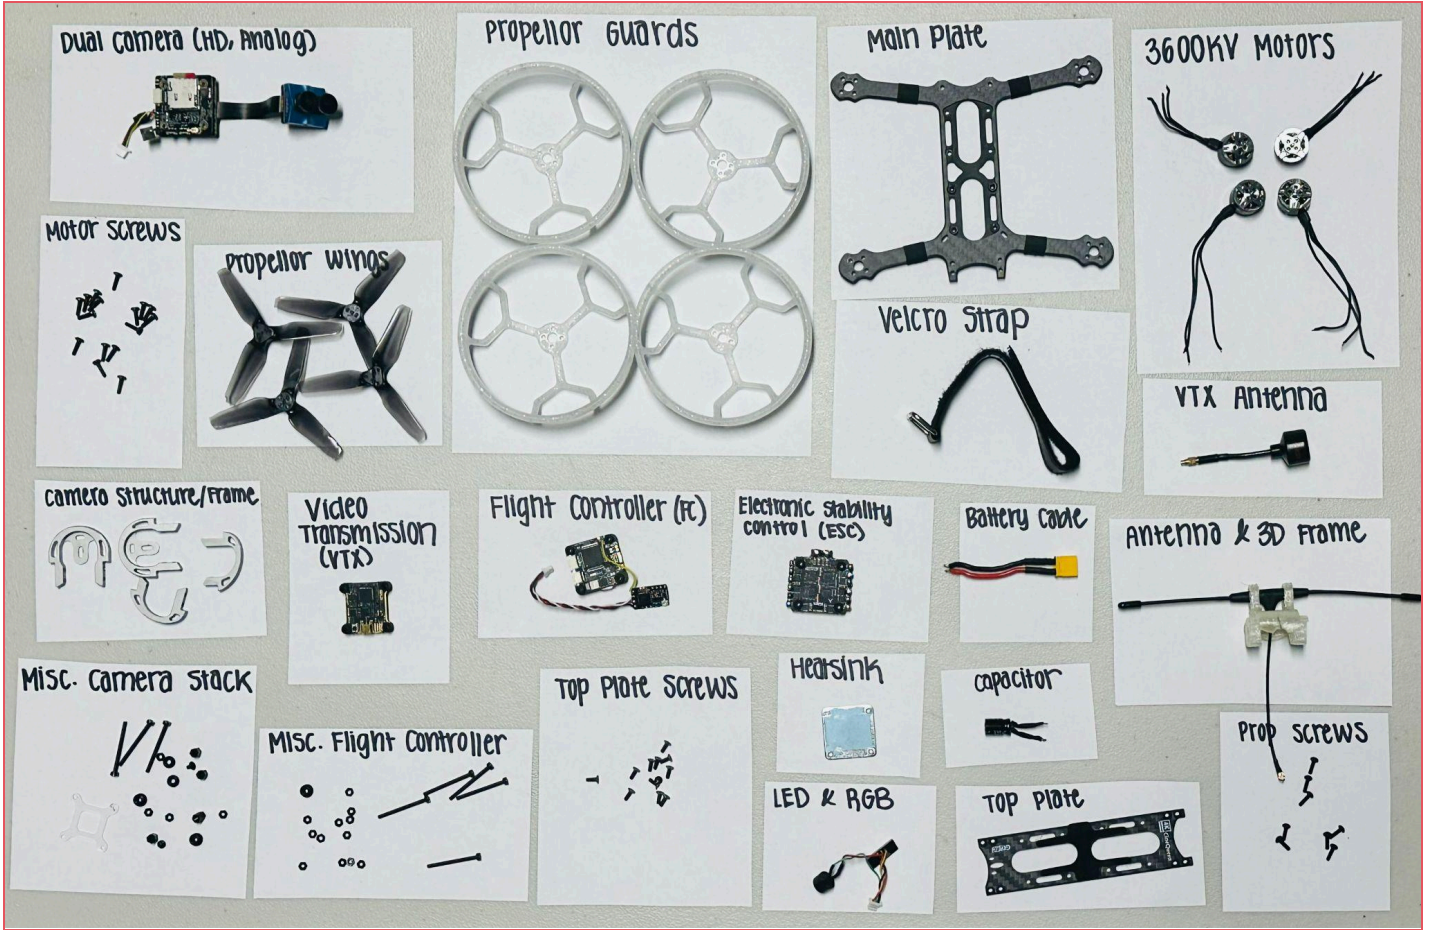 Dual Camera (HD, Analog)
Propellor Guards
Main Plate
3600KV Motors
Motor Screws
Propellor Wings
Velcro Strap
VTX Antenna
Camera Structure/Frame
Video
Transmission
(VTX)
Flight Controller (FC)
Electronic Stability
Control (ESC)
Battery Cable
Antenna & 3D Frame
Misc. Camera Stack
Misc. Flight Controller
Top Plate Screws
Heatsink
Capacitor
Prop Screws
LED & RGB
Top Plate